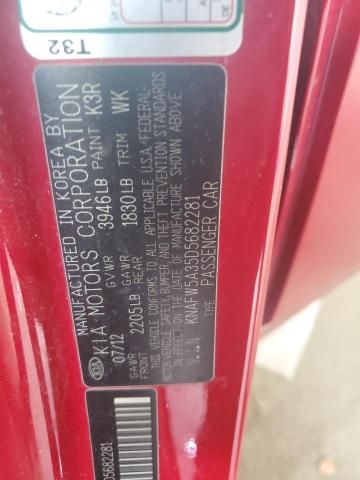 T32
MANUFACTURED IN KOREA BY
KIA KIA MOTORS CORPORATION
07/12 GVWR 3946LB PAINT K3R
GAWR FRONT 2205LB GAWR REAR 1830LB TRIM WK
THIS VEHICLE CONFORMS TO ALL APPLICABLE U.S.A. FEDERAL
MOTOR VEHICLE SAFETY, BUMPER AND THEFT PREVENTION
STANDARDS IN EFFECT ON THE DATE OF MANUFACTURE SHOWN ABOVE.
V.I.N KNAFW5A35D5682281
TYPE PASSENGER CAR
D5682281